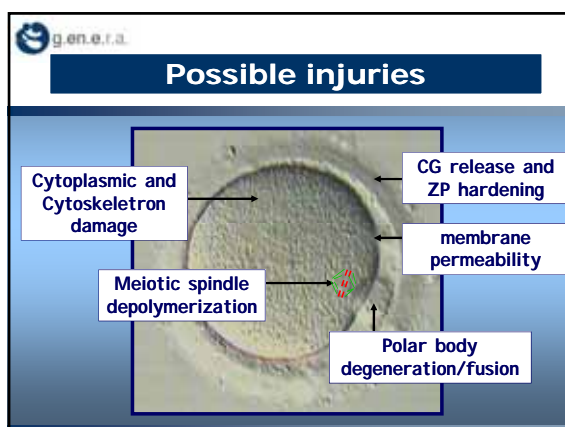 g.en.e.r.a.
Possible injuries
Cytoplasmic and
Cytoskeletron
damage
CG release and
ZP hardening
membrane
permeability
Meiotic spindle
depolymerization
Polar body
degeneration/fusion